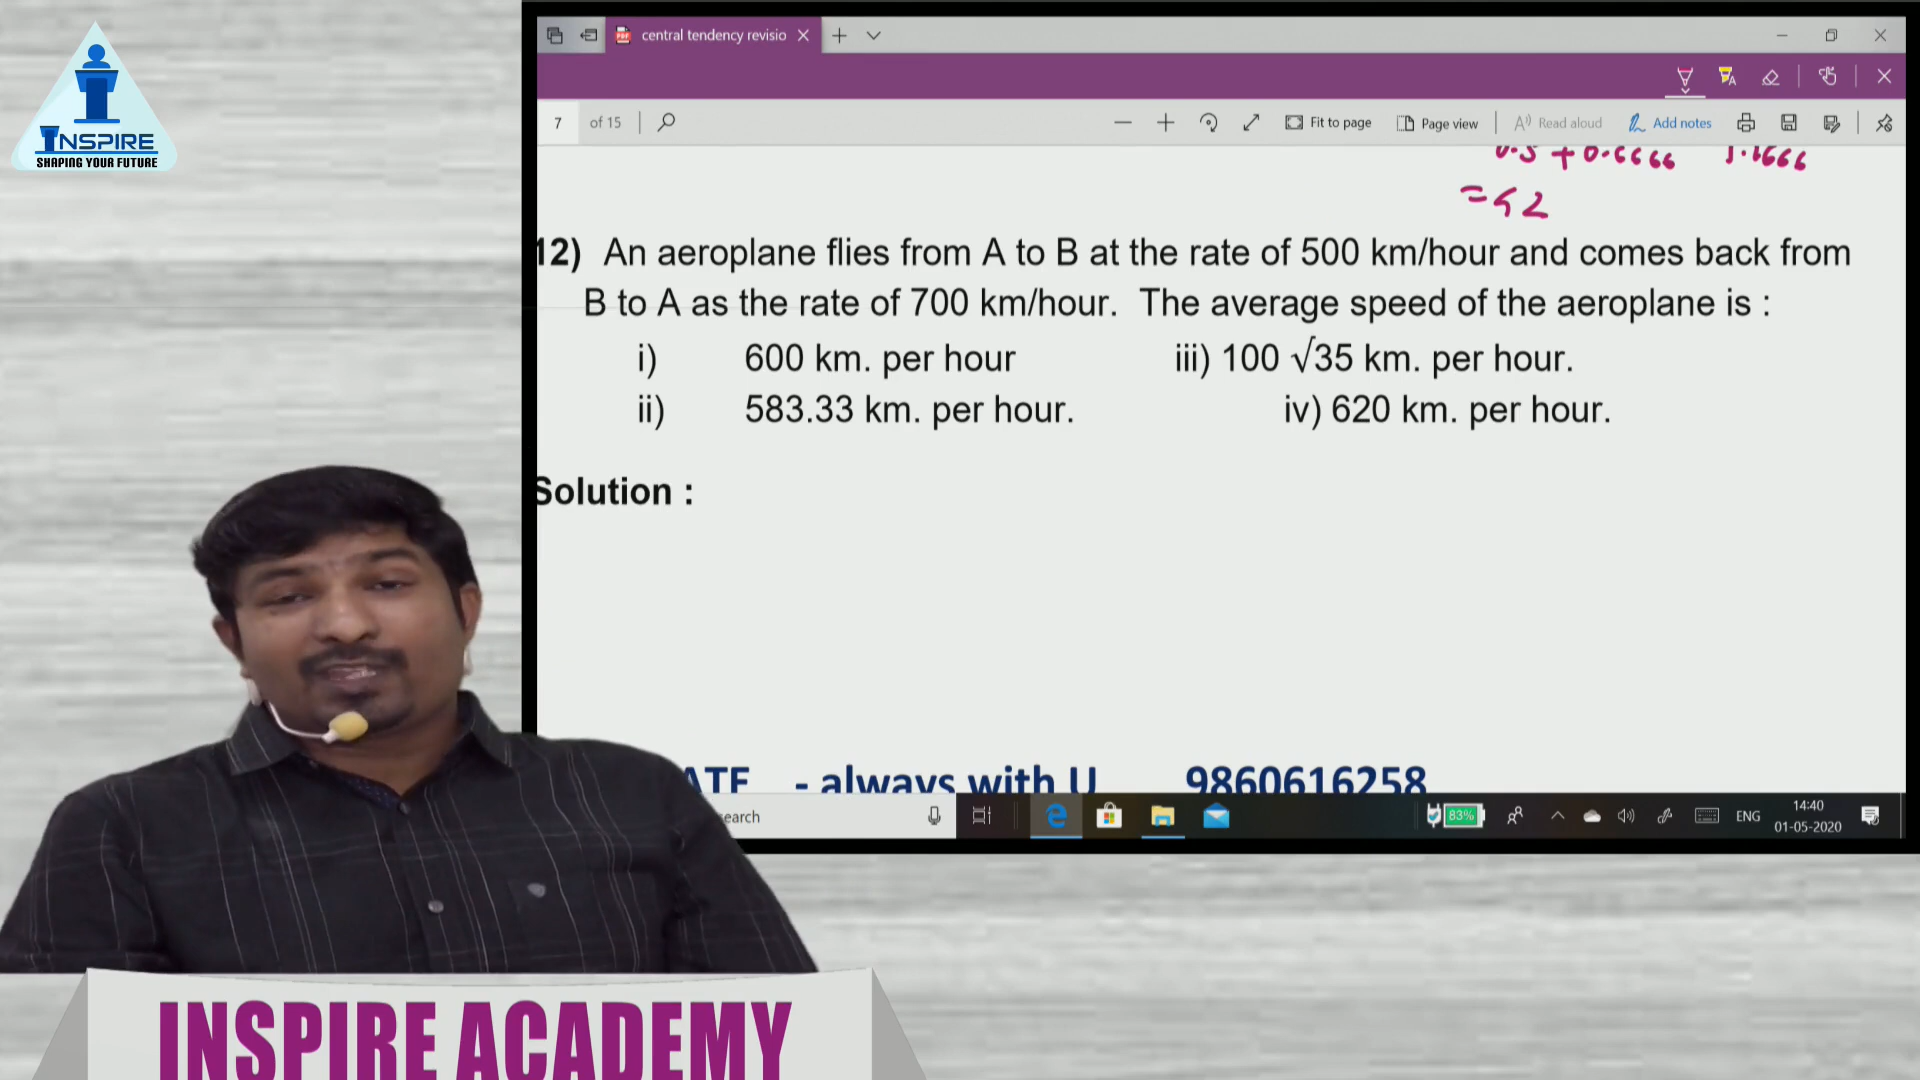 INSPIRE
SHAPING YOUR FUTURE
central tendency revisio
7 of 15
Fit to page
Page view
Read aloud
Add notes
0.5 + 0.6666 1.1666
= 42
12) An aeroplane flies from A to B at the rate of 500 km/hour and comes back from
B to A as the rate of 700 km/hour. The average speed of the aeroplane is :
i) 600 km. per hour iii) 100 √35 km. per hour.
ii) 583.33 km. per hour. iv) 620 km. per hour.
Solution :
- always with U 9860616258
earch
83%
ENG
14:40
01-05-2020
INSPIRE ACADEMY